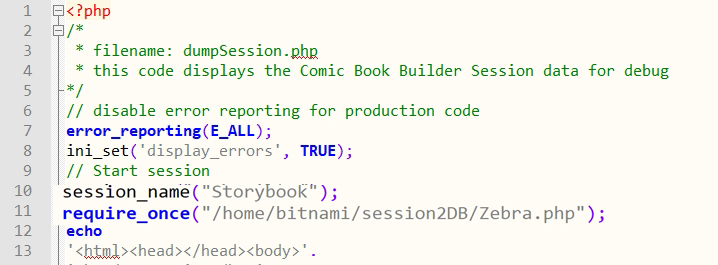 1 <?php
2 /*
3 * filename: dumpSession.php
4 * this code displays the Comic Book Builder Session data for debug
5 */
6 // disable error reporting for production code
7 error_reporting(E_ALL);
8 ini_set('display_errors', TRUE);
9 // Start session
10 session_name("Storybook");
11 require_once("/home/bitnami/session2DB/Zebra.php");
12 echo
13 '<html><head></head><body>'.